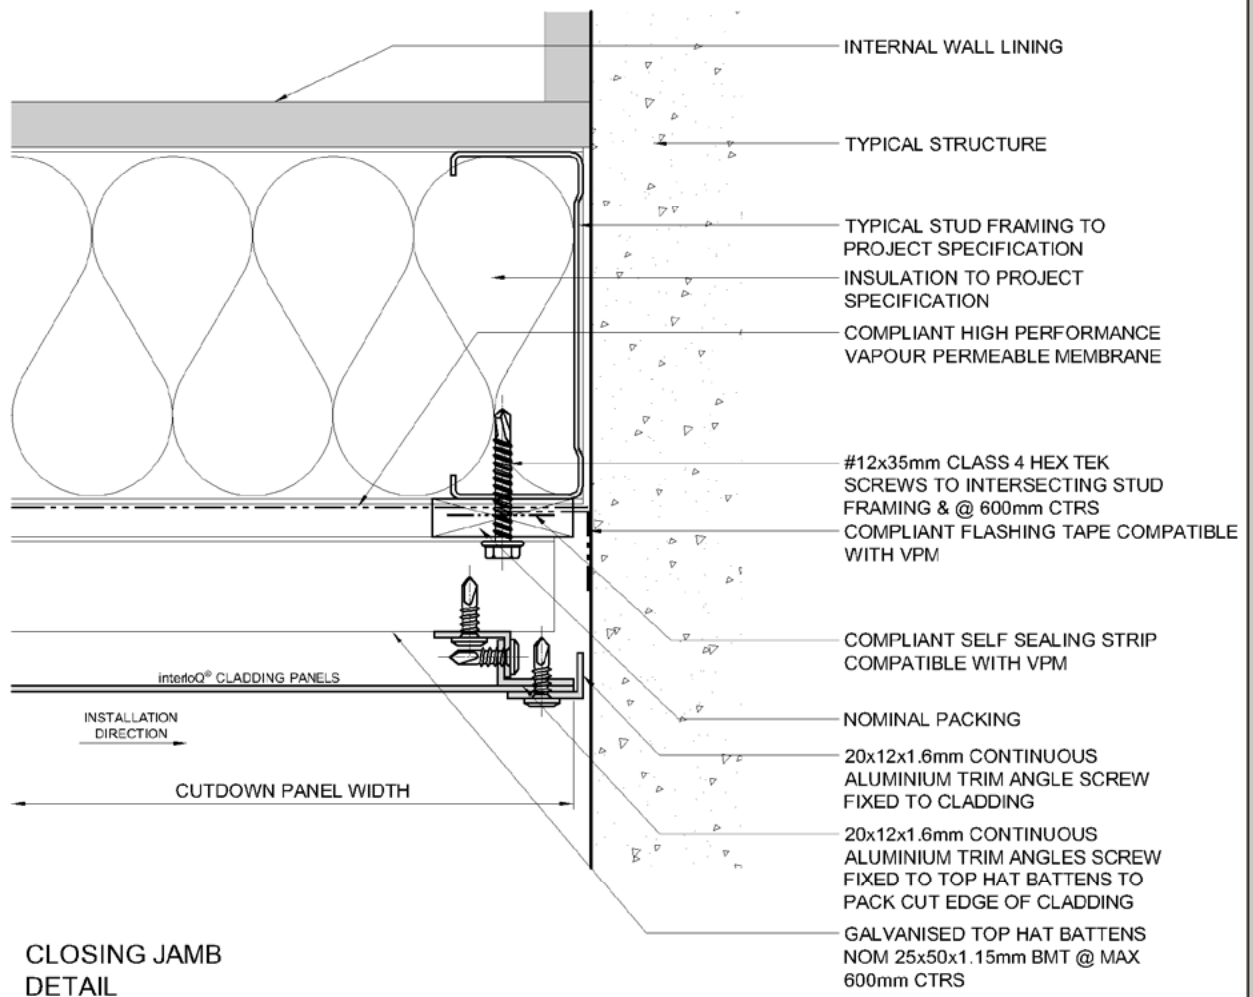 INTERNAL WALL LINING
TYPICAL STRUCTURE
TYPICAL STUD FRAMING TO
PROJECT SPECIFICATION
INSULATION TO PROJECT
SPECIFICATION
COMPLIANT HIGH PERFORMANCE
VAPOUR PERMEABLE MEMBRANE
#12x35mm CLASS 4 HEX TEK
SCREWS TO INTERSECTING STUD
FRAMING & @ 600mm CTRS
COMPLIANT FLASHING TAPE COMPATIBLE
WITH VPM
COMPLIANT SELF SEALING STRIP
COMPATIBLE WITH VPM
NOMINAL PACKING
20x12x1.6mm CONTINUOUS
ALUMINIUM TRIM ANGLE SCREW
FIXED TO CLADDING
20x12x1.6mm CONTINUOUS
ALUMINIUM TRIM ANGLES SCREW
FIXED TO TOP HAT BATTENS TO
PACK CUT EDGE OF CLADDING
GALVANISED TOP HAT BATTENS
NOM 25x50x1.15mm BMT @ MAX
600mm CTRS
interloQ® CLADDING PANELS
INSTALLATION
DIRECTION
CUTDOWN PANEL WIDTH
CLOSING JAMB
DETAIL